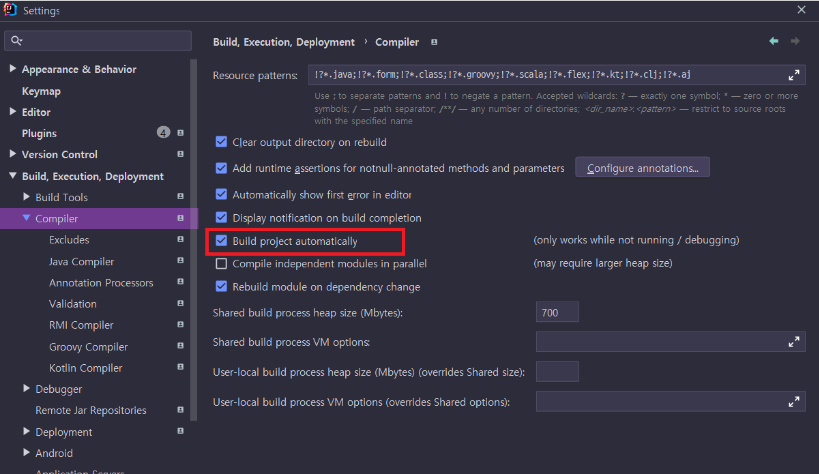 Settings
Build, Execution, Deployment › Compiler
Appearance & Behavior
Keymap
Editor
Plugins 4
Version Control
Build, Execution, Deployment
Build Tools
Compiler
Excludes
Java Compiler
Annotation Processors
Validation
RMI Compiler
Groovy Compiler
Kotlin Compiler
Debugger
Remote Jar Repositories
Deployment
Android
Application Servers
Resource patterns: !?*.java;!?*.form;!?*.class;!?*.groovy;!?*.scala;!?*.flex;!?*.kt;!?*.clj;!?*.aj
Use ; to separate patterns and ! to negate a pattern. Accepted wildcards: ? — exactly one symbol; * — zero or more
symbols; / — path separator; /**/ — any number of directories; <dir_name>:<pattern> — restrict to source roots
with the specified name
Clear output directory on rebuild
Add runtime assertions for notnull-annotated methods and parameters Configure annotations...
Automatically show first error in editor
Display notification on build completion
Build project automatically (only works while not running / debugging)
Compile independent modules in parallel (may require larger heap size)
Rebuild module on dependency change
Shared build process heap size (Mbytes): 700
Shared build process VM options:
User-local build process heap size (Mbytes) (overrides Shared size):
User-local build process VM options (overrides Shared options):